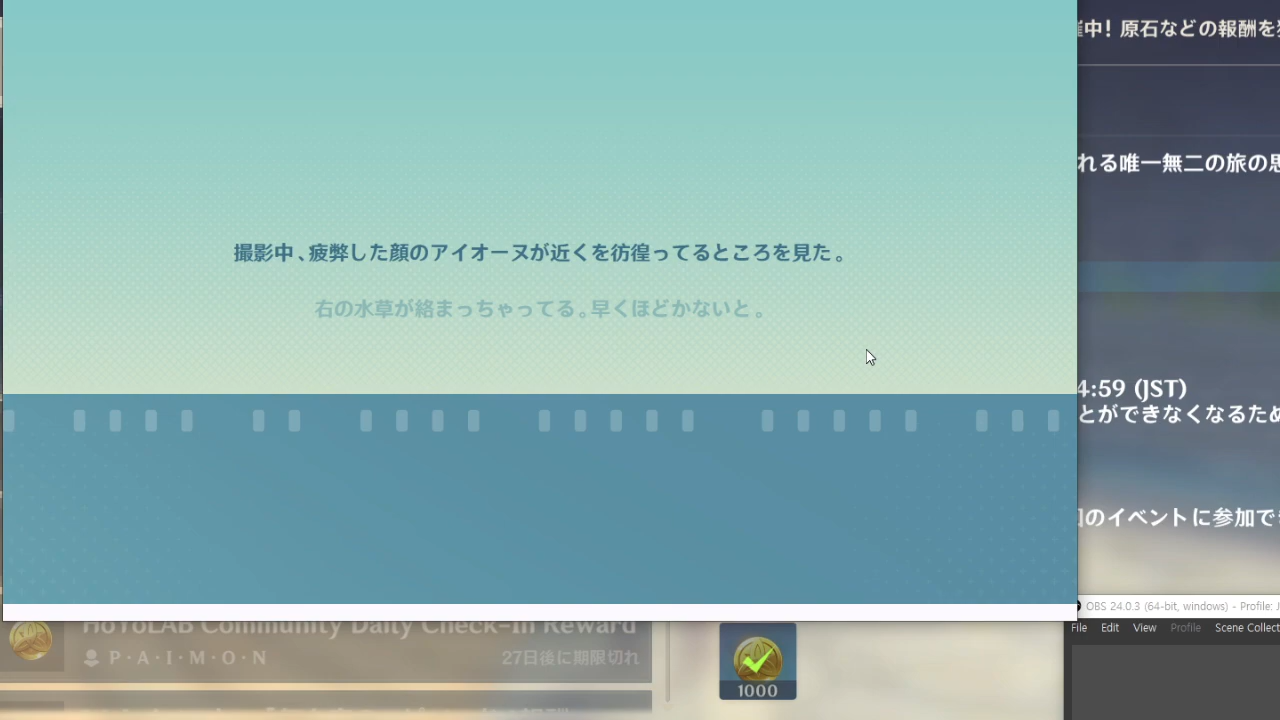 中！ 原石などの報酬を
れる唯一無二の旅の思
撮影中、疲弊した顔のアイオーヌが近くを彷徨ってるところを見た。
右の水草が絡まっちゃってる。早くほどかないと。
4:59 (JST)
とができなくなるため
のイベントに参加で
OBS 24.0.3 (64-bit, windows) - Profile: J
File Edit View Profile Scene Collect
HoYoLAB Community Daily Check-In Reward
P·A·I·M·O·N
27日後に期限切れ
1000